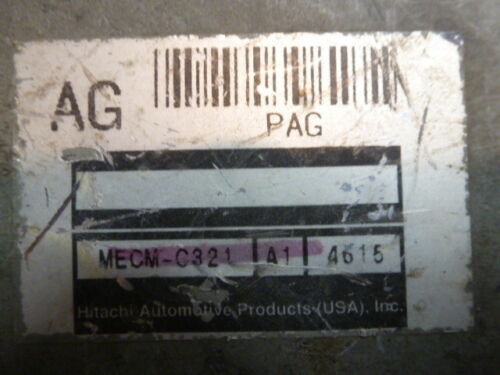 AG
PAG
MECM-C321 A1 4615
Hitachi Automotive Products (USA), Inc.